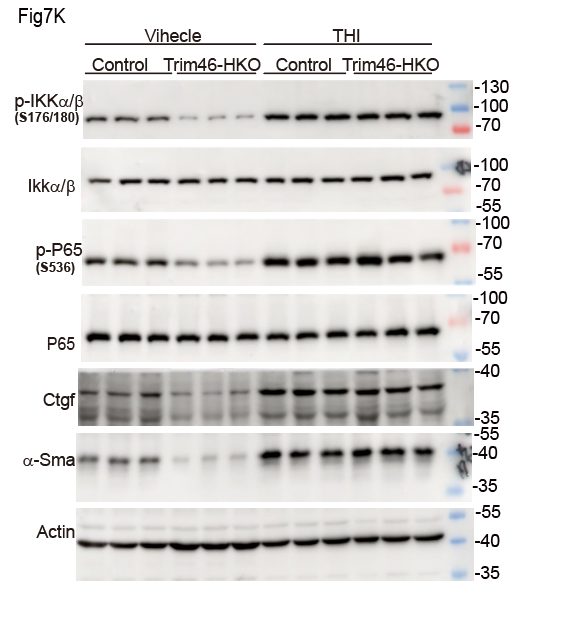 Fig7K
Vihecle THI
Control Trim46-HKO Control Trim46-HKO
p-IKKα/β
(S176/180)
-130
-100
-70
Ikkα/β
-100
-70
-55
p-P65
(S536)
-100
-70
-55
P65
-100
-70
-55
Ctgf
-40
-35
α-Sma
-55
-40
-35
Actin
-55
-40
-35